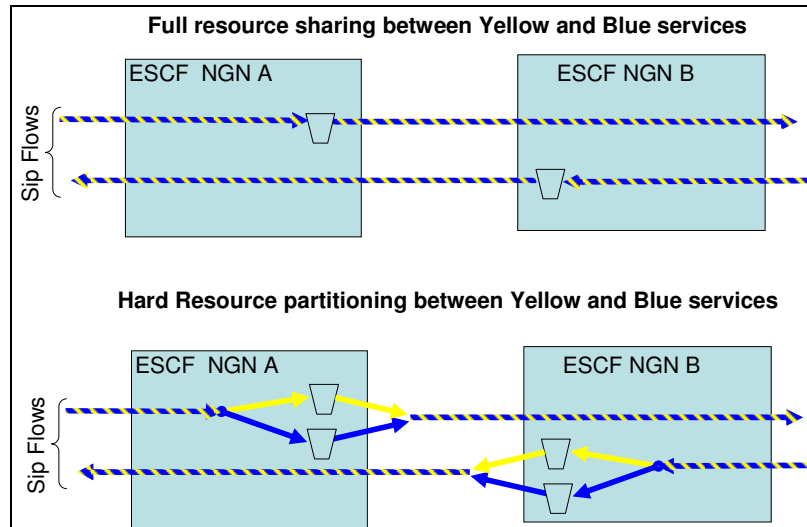 Full resource sharing between Yellow and Blue services
ESCF NGN A
ESCF NGN B
Sip Flows
Hard Resource partitioning between Yellow and Blue services
ESCF NGN A
ESCF NGN B
Sip Flows